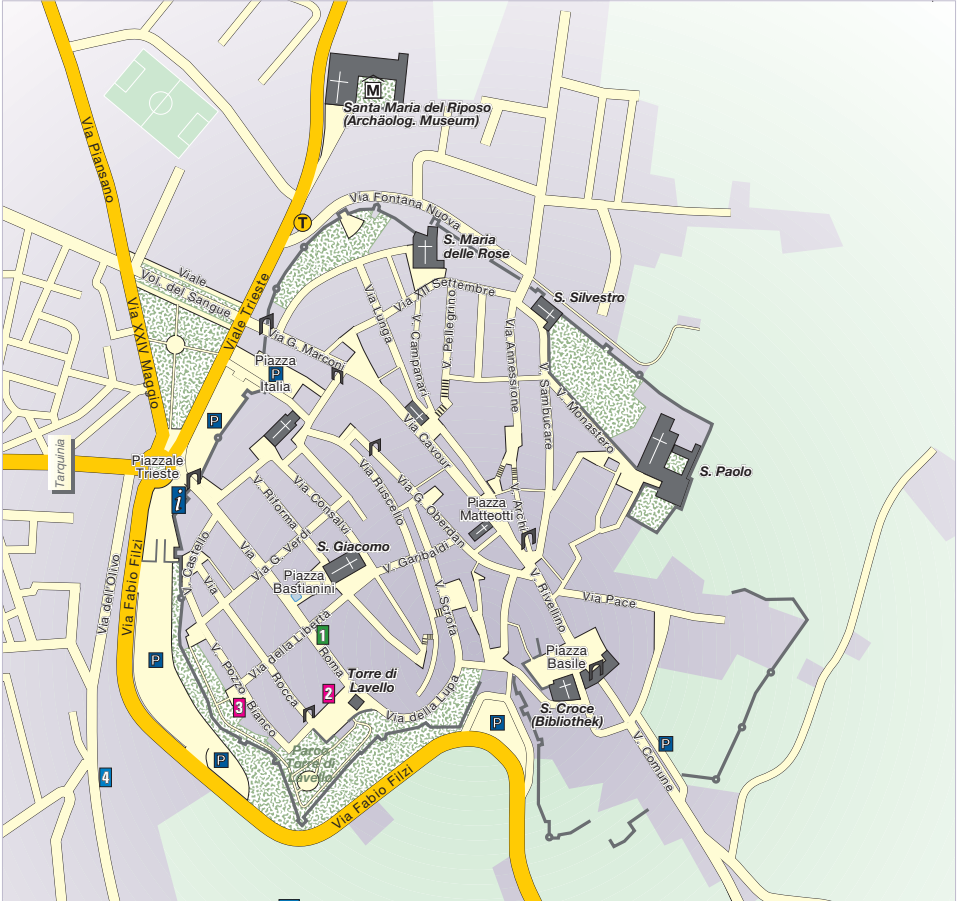 M
Santa Maria del Riposo
(Archäolog. Museum)
Via Piansano
Via Fontana Nuova
T
S. Maria
delle Rose
Viale
Vol. del Sangue
Viale Trieste
Via XII Settembre
S. Silvestro
Via XXIV Maggio
Via G. Marconi
Via Lunga
V. Campanari
V. Pellegrino
Via Annessione
V. Sambucare
V. Monastero
Piazza
P
Italia
P
Via Cavour
Tarquinia
Piazzale
Trieste
i
S. Paolo
V. Riforma
Via Consalvi
Via Ruscello
Via G. Oberdan
Piazza
Matteotti
V. Archi
Via
Via G. Verdi
S. Giacomo
V. Garibaldi
V. Castello
Via
Piazza
Bastianini
Via dell'Olivo
Via Fabio Filzi
V. Scrofa
V. Rivellino
Via Pace
1
Via della Liberta
Roma
P
V. Pozzo
Bianco
Rocca
Torre di
Lavello
Piazza
Basile
2
3
Via della Lupa
S. Croce
(Bibliothek)
P
P
V. Comune
P
Parco
Torre di
Lavello
4
Via Fabio Filzi